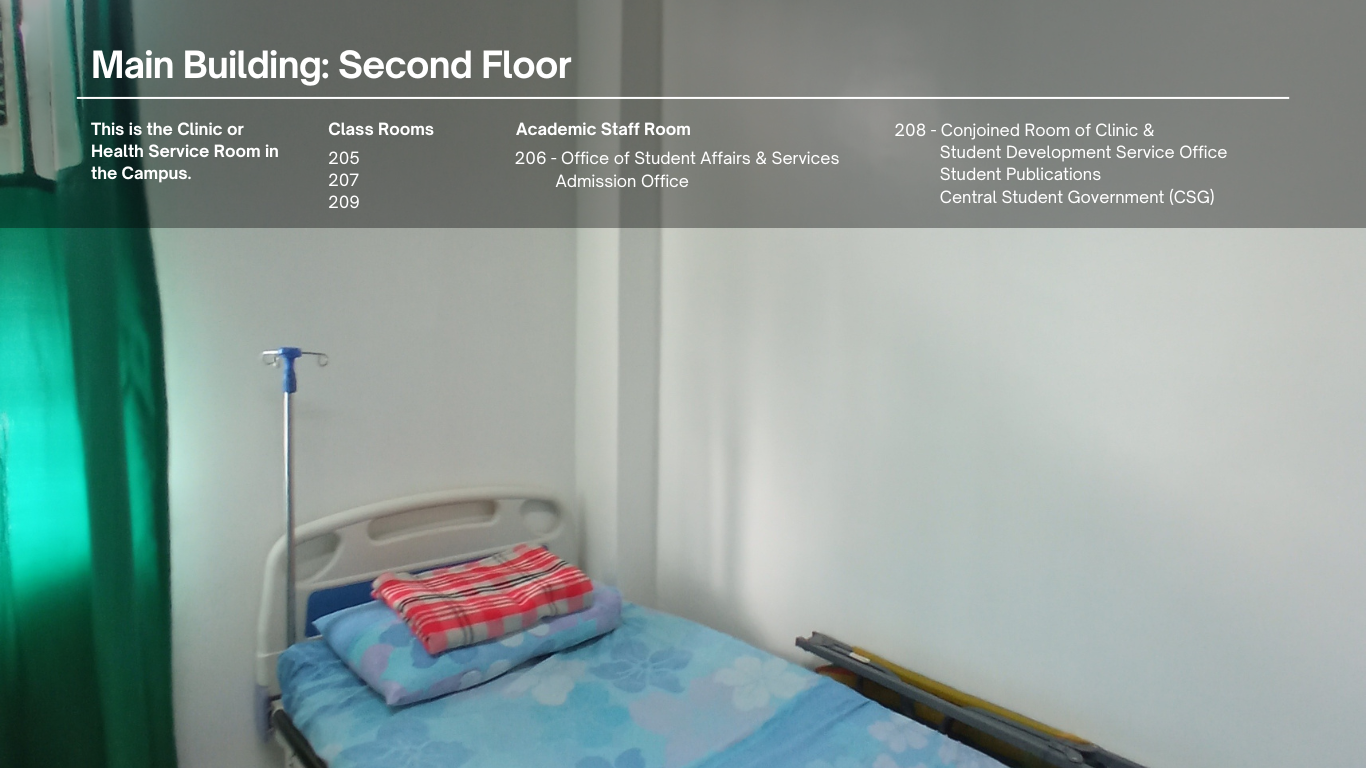 Main Building: Second Floor
This is the Clinic or
Health Service Room in
the Campus.
Class Rooms
205
207
209
Academic Staff Room
206 - Office of Student Affairs & Services
Admission Office
208 - Conjoined Room of Clinic &
Student Development Service Office
Student Publications
Central Student Government (CSG)